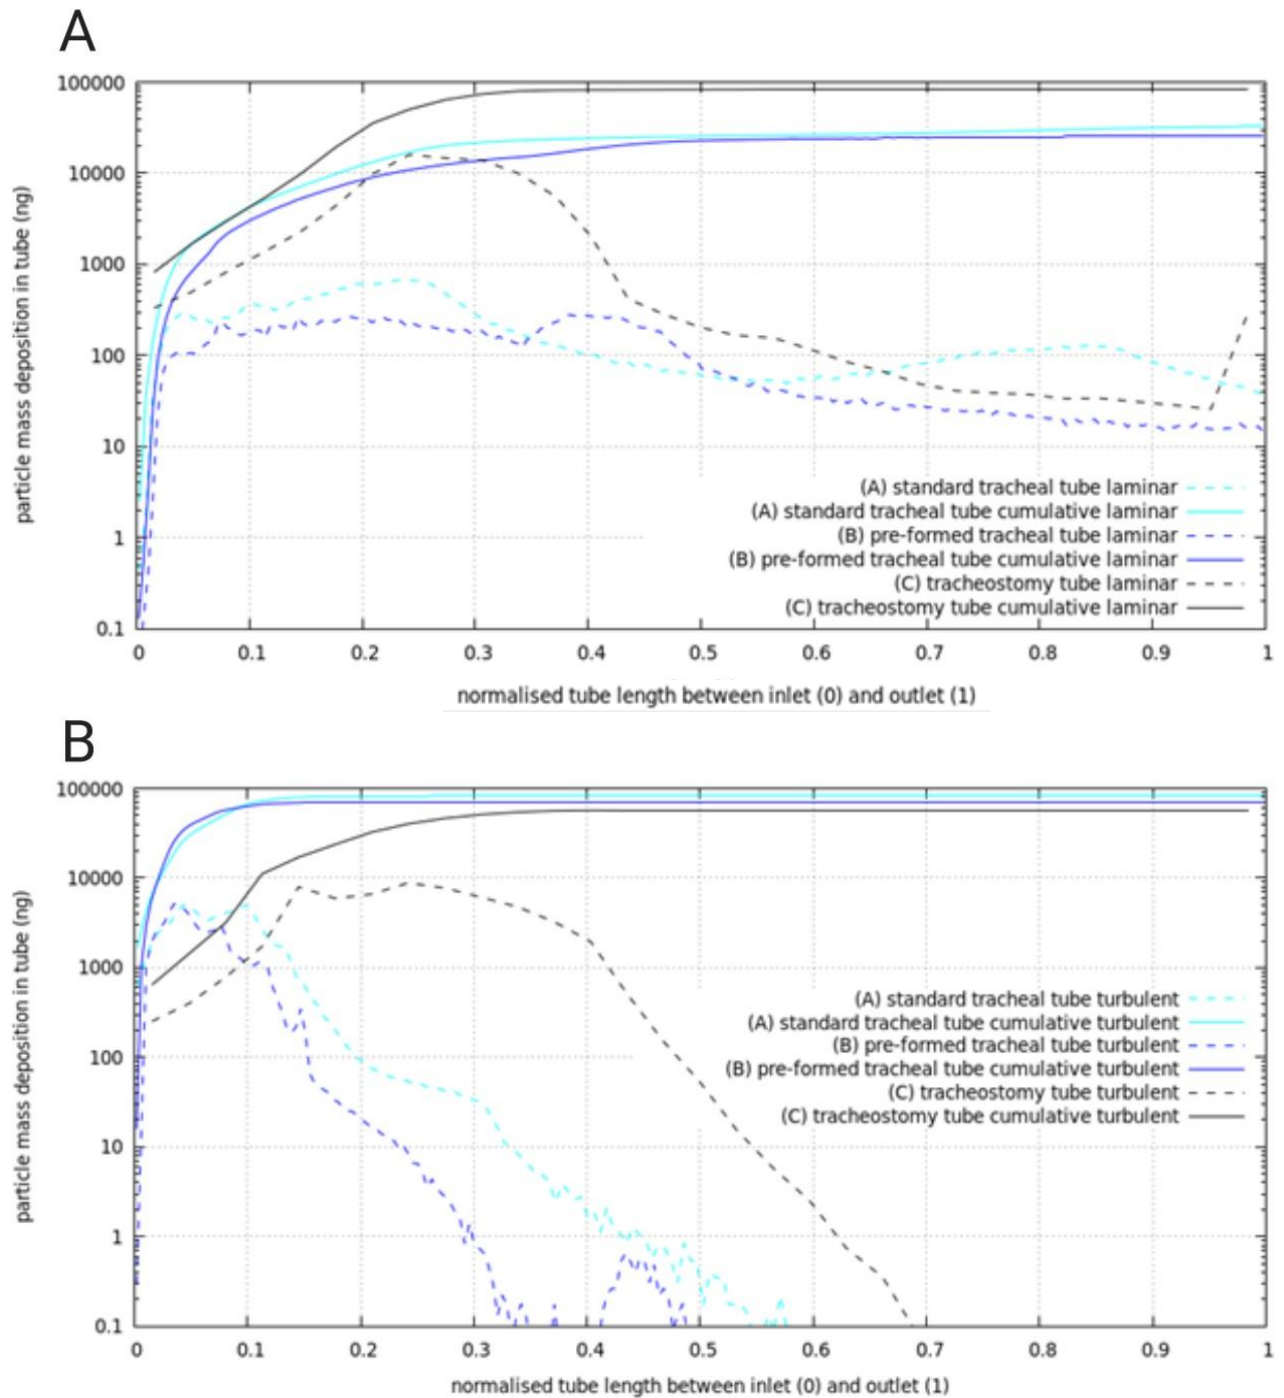 A
particle mass deposition in tube (ng)
100000
10000
1000
100
10
1
0.1
(A) standard tracheal tube laminar
(A) standard tracheal tube cumulative laminar
(B) pre-formed tracheal tube laminar
(B) pre-formed tracheal tube cumulative laminar
(C) tracheostomy tube laminar
(C) tracheostomy tube cumulative laminar
0 0.1 0.2 0.3 0.4 0.5 0.6 0.7 0.8 0.9 1
normalised tube length between inlet (0) and outlet (1)
B
particle mass deposition in tube (ng)
100000
10000
1000
100
10
1
0.1
(A) standard tracheal tube turbulent
(A) standard tracheal tube cumulative turbulent
(B) pre-formed tracheal tube turbulent
(B) pre-formed tracheal tube cumulative turbulent
(C) tracheostomy tube turbulent
(C) tracheostomy tube cumulative turbulent
0 0.1 0.2 0.3 0.4 0.5 0.6 0.7 0.8 0.9 1
normalised tube length between inlet (0) and outlet (1)